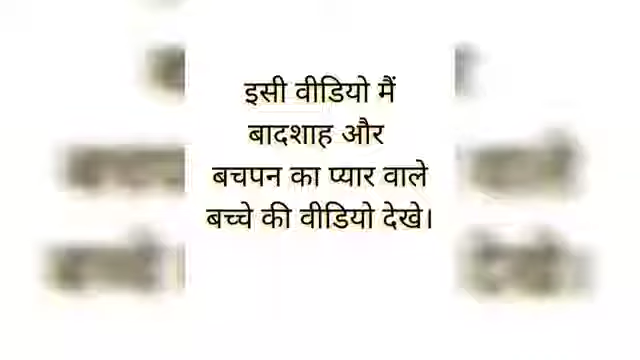 इसी वीडियो मैं
बादशाह और
बचपन का प्यार वाले
बच्चे की वीडियो देखे।